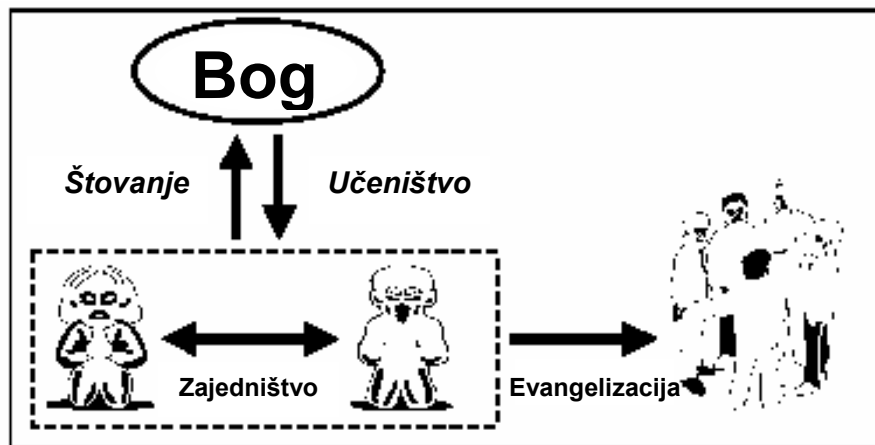 Bog
Štovanje
Učeništvo
Zajedništvo
Evangelizacija